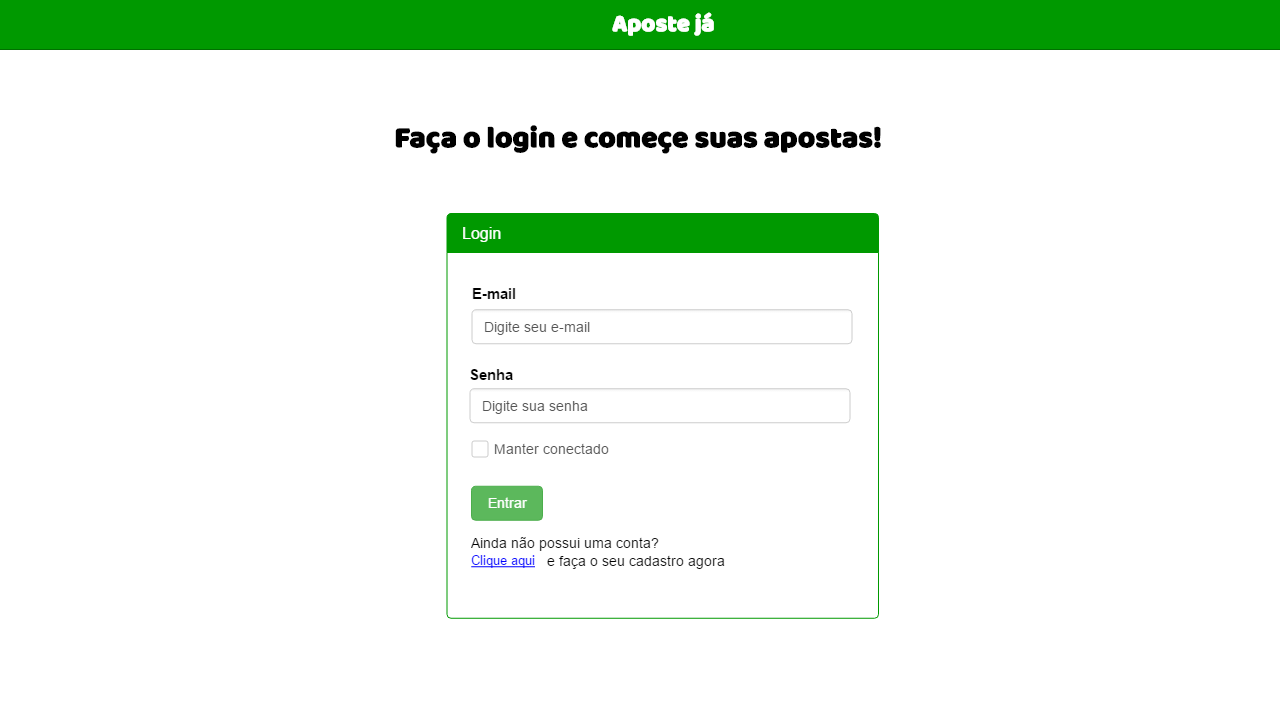 Aposte já
Faça o login e começe suas apostas!
Login
E-mail
Digite seu e-mail
Senha
Digite sua senha
Manter conectado
Entrar
Ainda não possui uma conta?
Clique aqui e faça o seu cadastro agora